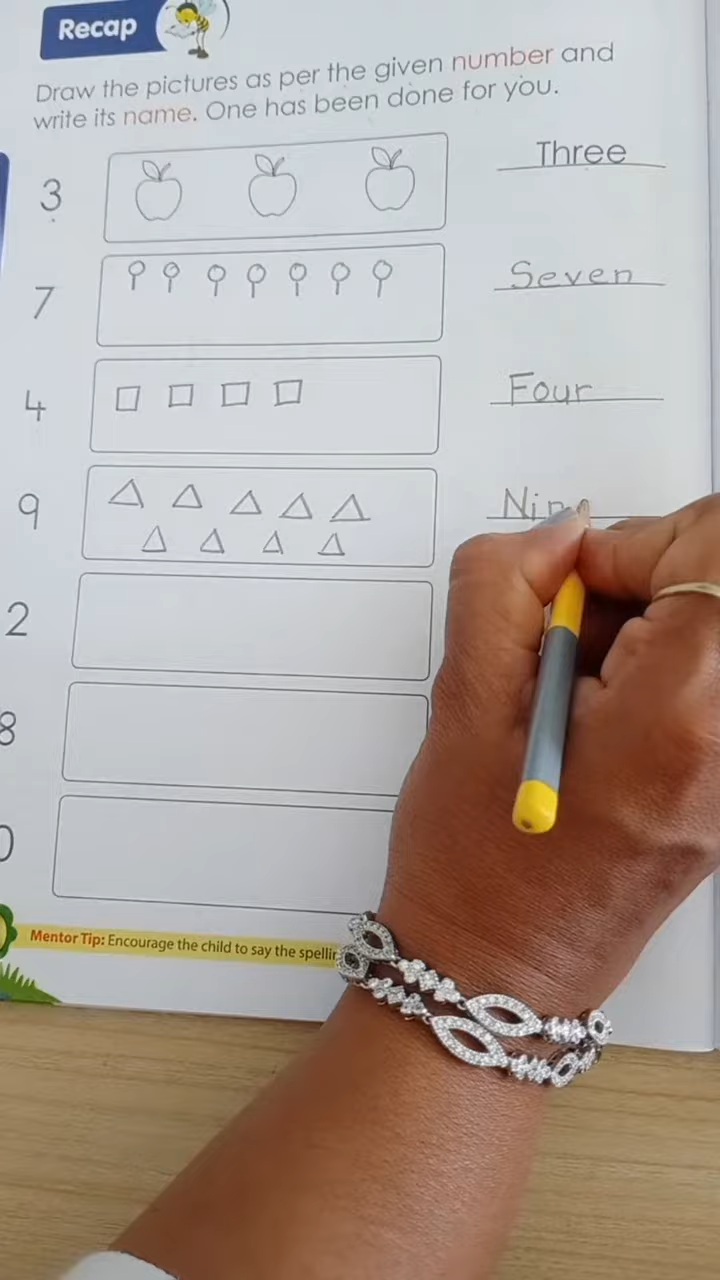 Recap
Draw the pictures as per the given number and
write its name. One has been done for you.
3 Three
7 Seven
4 Four
9
2
8
Mentor Tip: Encourage the child to say the